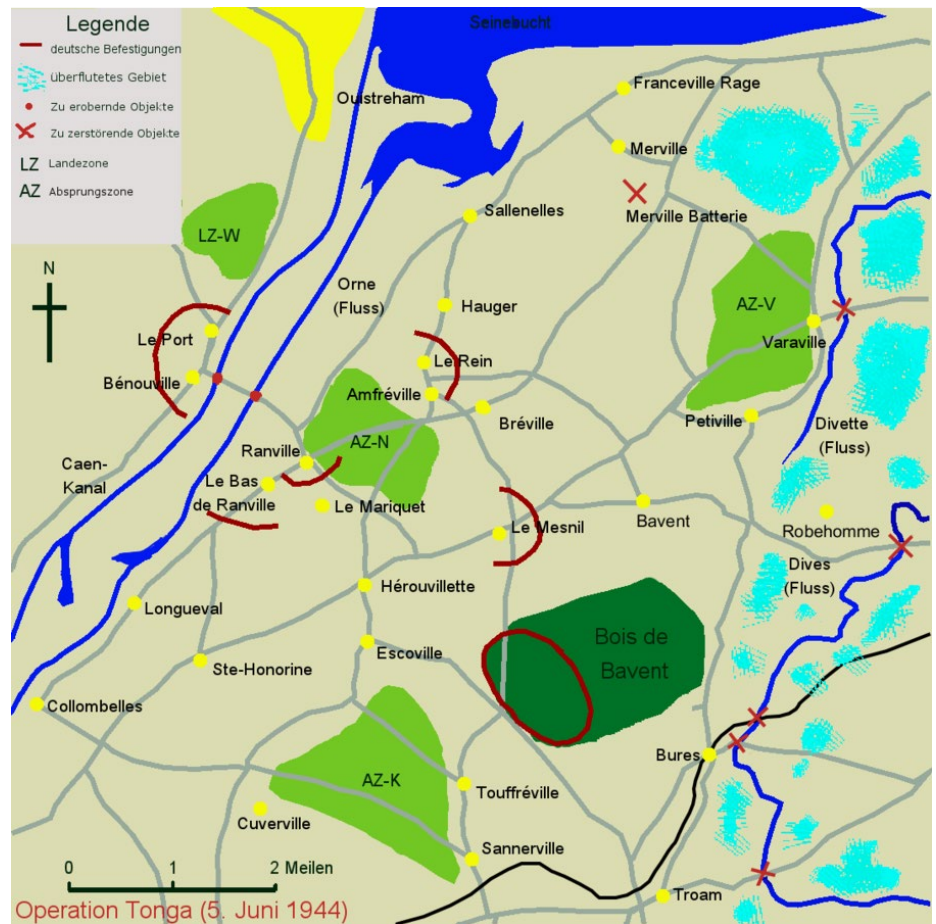 Legende
deutsche Befestigungen
überflutetes Gebiet
Zu erobernde Objekte
Zu zerstörende Objekte
LZ Landezone
AZ Absprungszone
Seinebucht
Ouistreham
Franceville Rage
Merville
Merville Batterie
Sallenelles
LZ-W
N
Orne
(Fluss)
Hauger
AZ-V
Varaville
Le Port
Le Rein
Bénouville
Amfréville
Bréville
Petiville
Divette
(Fluss)
AZ-N
Ranville
Caen-
Kanal
Le Bas
de Ranville
Le Mariquet
Le Mesnil
Bavent
Robehomme
Dives
(Fluss)
Hérouvillette
Longueval
Escoville
Bois de
Bavent
Ste-Honorine
Collombelles
Bures
AZ-K
Touffréville
Cuverville
Sannerville
Troam
0 1 2 Meilen
Operation Tonga (5. Juni 1944)